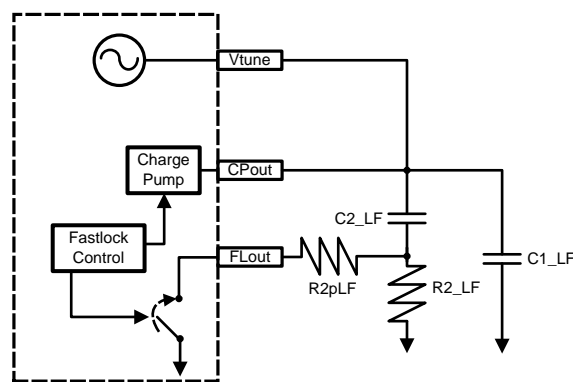 Vtune
Charge
Pump
CPout
C2_LF
Fastlock
Control
FLout
R2pLF
R2_LF
C1_LF